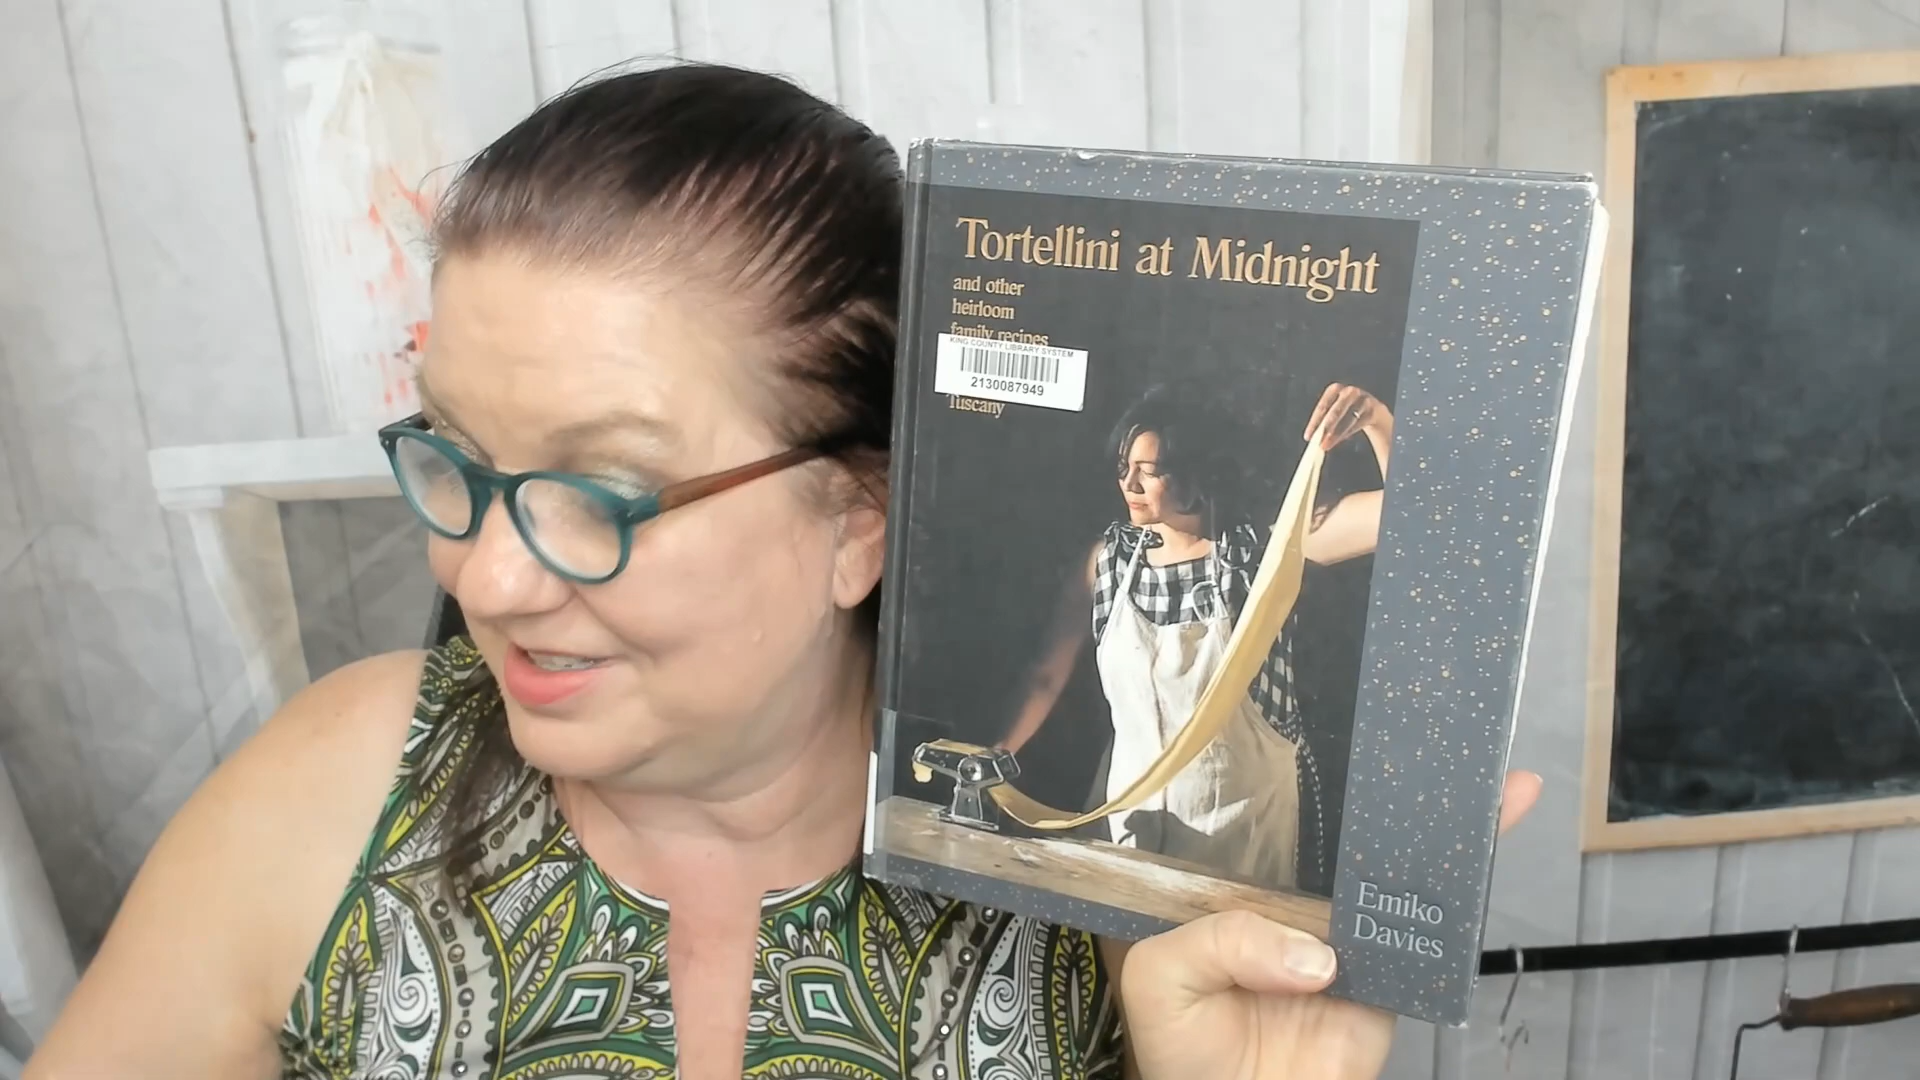 Tortellini at Midnight
and other
heirloom
family recipes
KING COUNTY LIBRARY SYSTEM
2130087949
Tuscany
Emiko
Davies